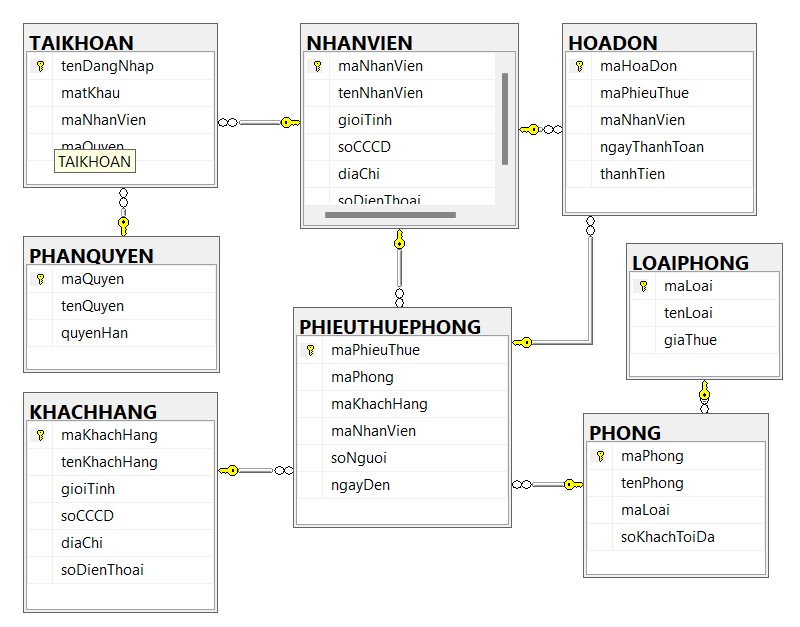 TAIKHOAN
tenDangNhap
matKhau
maNhanVien
maQuyen
TAIKHOAN
NHANVIEN
maNhanVien
tenNhanVien
gioiTinh
soCCCD
diaChi
soDienThoai
HOADON
maHoaDon
maPhieuThue
maNhanVien
ngayThanhToan
thanhTien
PHANQUYEN
maQuyen
tenQuyen
quyenHan
PHIEUTHUEPHONG
maPhieuThue
maPhong
maKhachHang
maNhanVien
soNguoi
ngayDen
LOAIPHONG
maLoai
tenLoai
giaThue
KHACHHANG
maKhachHang
tenKhachHang
gioiTinh
soCCCD
diaChi
soDienThoai
PHONG
maPhong
tenPhong
maLoai
soKhachToiDa